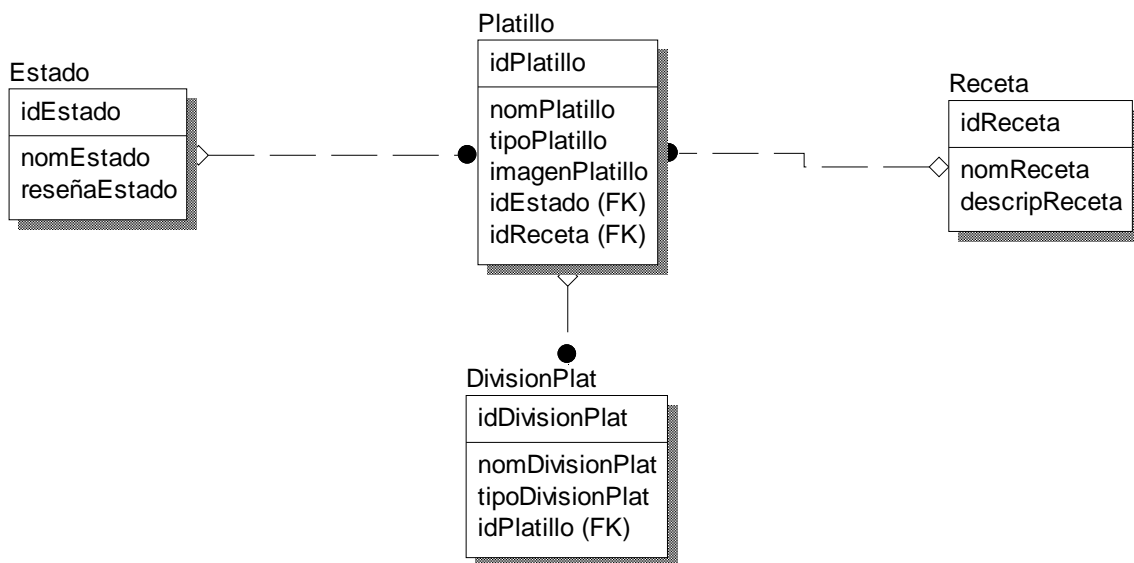 Estado
idEstado
nomEstado
reseñaEstado
Platillo
idPlatillo
nomPlatillo
tipoPlatillo
imagenPlatillo
idEstado (FK)
idReceta (FK)
Receta
idReceta
nomReceta
descripReceta
DivisionPlat
idDivisionPlat
nomDivisionPlat
tipoDivisionPlat
idPlatillo (FK)